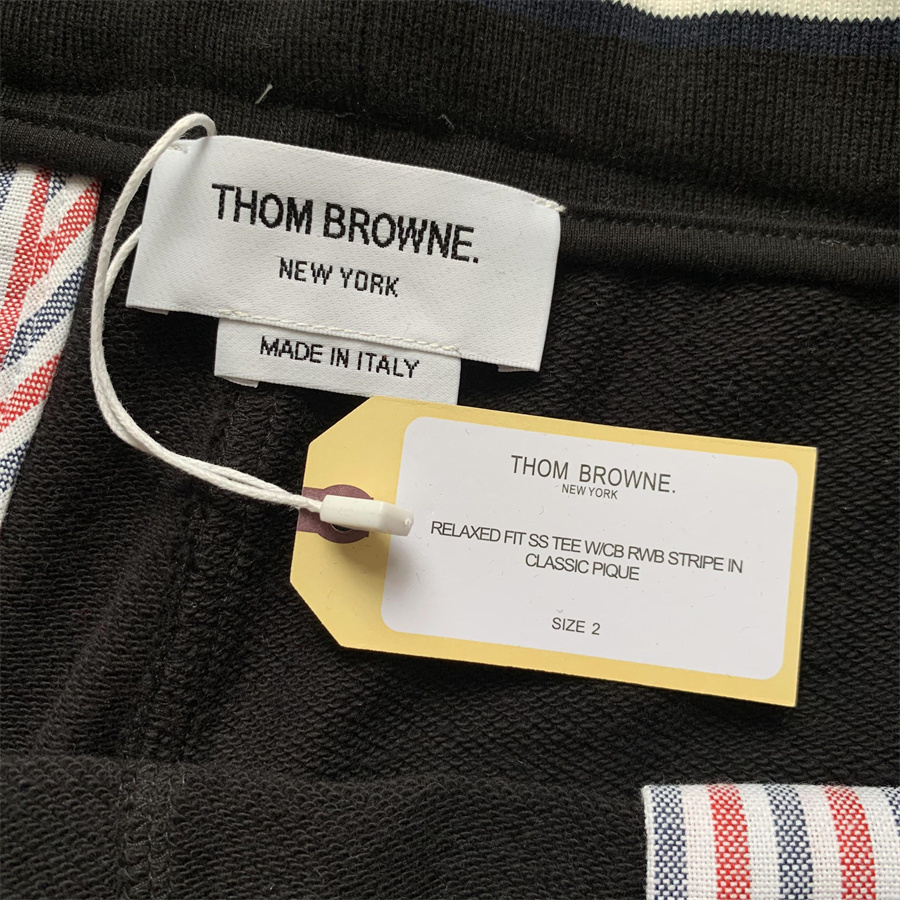 THOM BROWNE.
NEW YORK
MADE IN ITALY
THOM BROWNE.
NEW YORK
RELAXED FIT SS TEE W/CB RWB STRIPE IN
CLASSIC PIQUE
SIZE 2